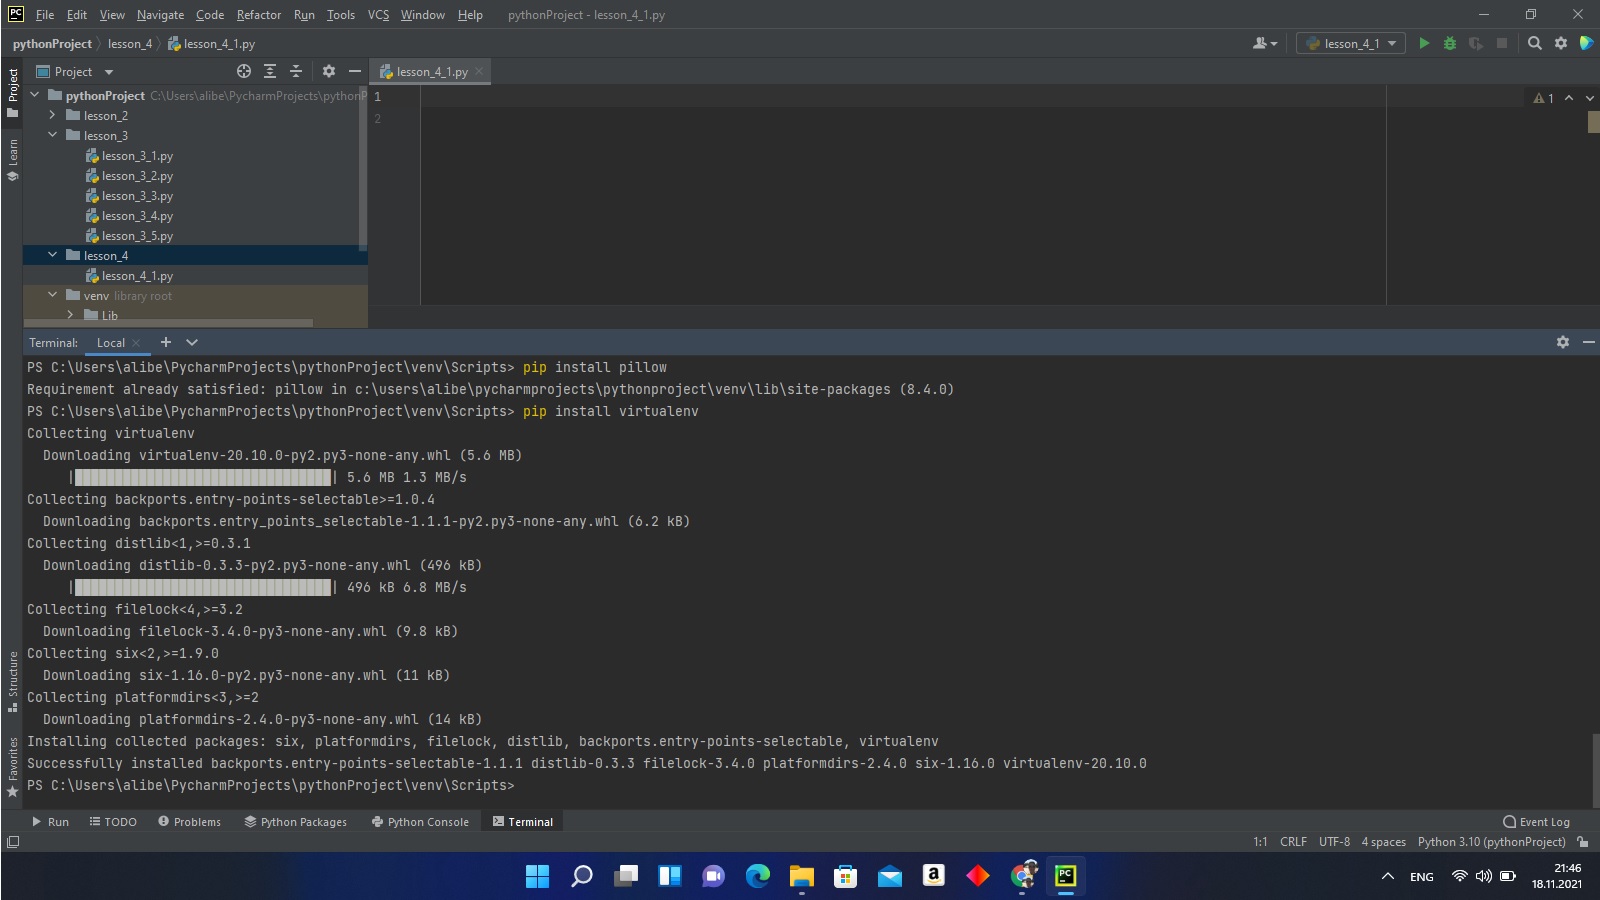 PC File Edit View Navigate Code Refactor Run Tools VCS Window Help pythonProject - lesson_4_1.py
pythonProject lesson_4 lesson_4_1.py lesson_4_1
Project lesson_4_1.py
Project
Learn
Structure
Favorites
pythonProject C:\Users\alibe\PycharmProjects\pythonP
lesson_2
lesson_3
lesson_3_1.py
lesson_3_2.py
lesson_3_3.py
lesson_3_4.py
lesson_3_5.py
lesson_4
lesson_4_1.py
venv library root
Lib
1
2
1
Terminal: Local
PS C:\Users\alibe\PycharmProjects\pythonProject\venv\Scripts> pip install pillow
Requirement already satisfied: pillow in c:\users\alibe\pycharmprojects\pythonproject\venv\lib\site-packages (8.4.0)
PS C:\Users\alibe\PycharmProjects\pythonProject\venv\Scripts> pip install virtualenv
Collecting virtualenv
Downloading virtualenv-20.10.0-py2.py3-none-any.whl (5.6 MB)
| | 5.6 MB 1.3 MB/s
Collecting backports.entry-points-selectable>=1.0.4
Downloading backports.entry_points_selectable-1.1.1-py2.py3-none-any.whl (6.2 kB)
Collecting distlib<1,>=0.3.1
Downloading distlib-0.3.3-py2.py3-none-any.whl (496 kB)
| | 496 kB 6.8 MB/s
Collecting filelock<4,>=3.2
Downloading filelock-3.4.0-py3-none-any.whl (9.8 kB)
Collecting six<2,>=1.9.0
Downloading six-1.16.0-py2.py3-none-any.whl (11 kB)
Collecting platformdirs<3,>=2
Downloading platformdirs-2.4.0-py3-none-any.whl (14 kB)
Installing collected packages: six, platformdirs, filelock, distlib, backports.entry-points-selectable, virtualenv
Successfully installed backports.entry-points-selectable-1.1.1 distlib-0.3.3 filelock-3.4.0 platformdirs-2.4.0 six-1.16.0 virtualenv-20.10.0
PS C:\Users\alibe\PycharmProjects\pythonProject\venv\Scripts>
Run TODO Problems Python Packages Python Console Terminal Event Log
1:1 CRLF UTF-8 4 spaces Python 3.10 (pythonProject)
a PC ENG 21:46
18.11.2021